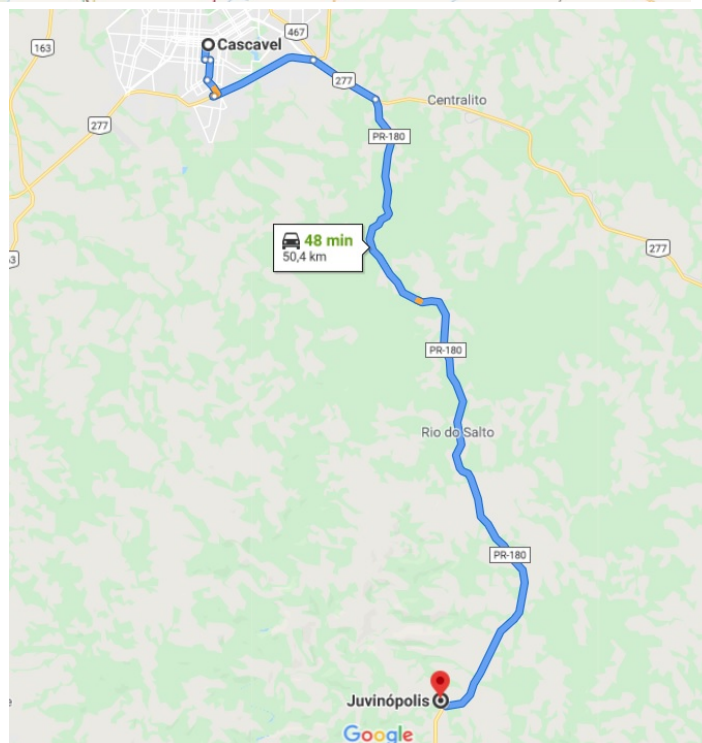 163
467
Cascavel
277
Centralito
277
PR-180
48 min
50,4 km
277
PR-180
Rio do Salto
PR-180
Juvinópolis
Google